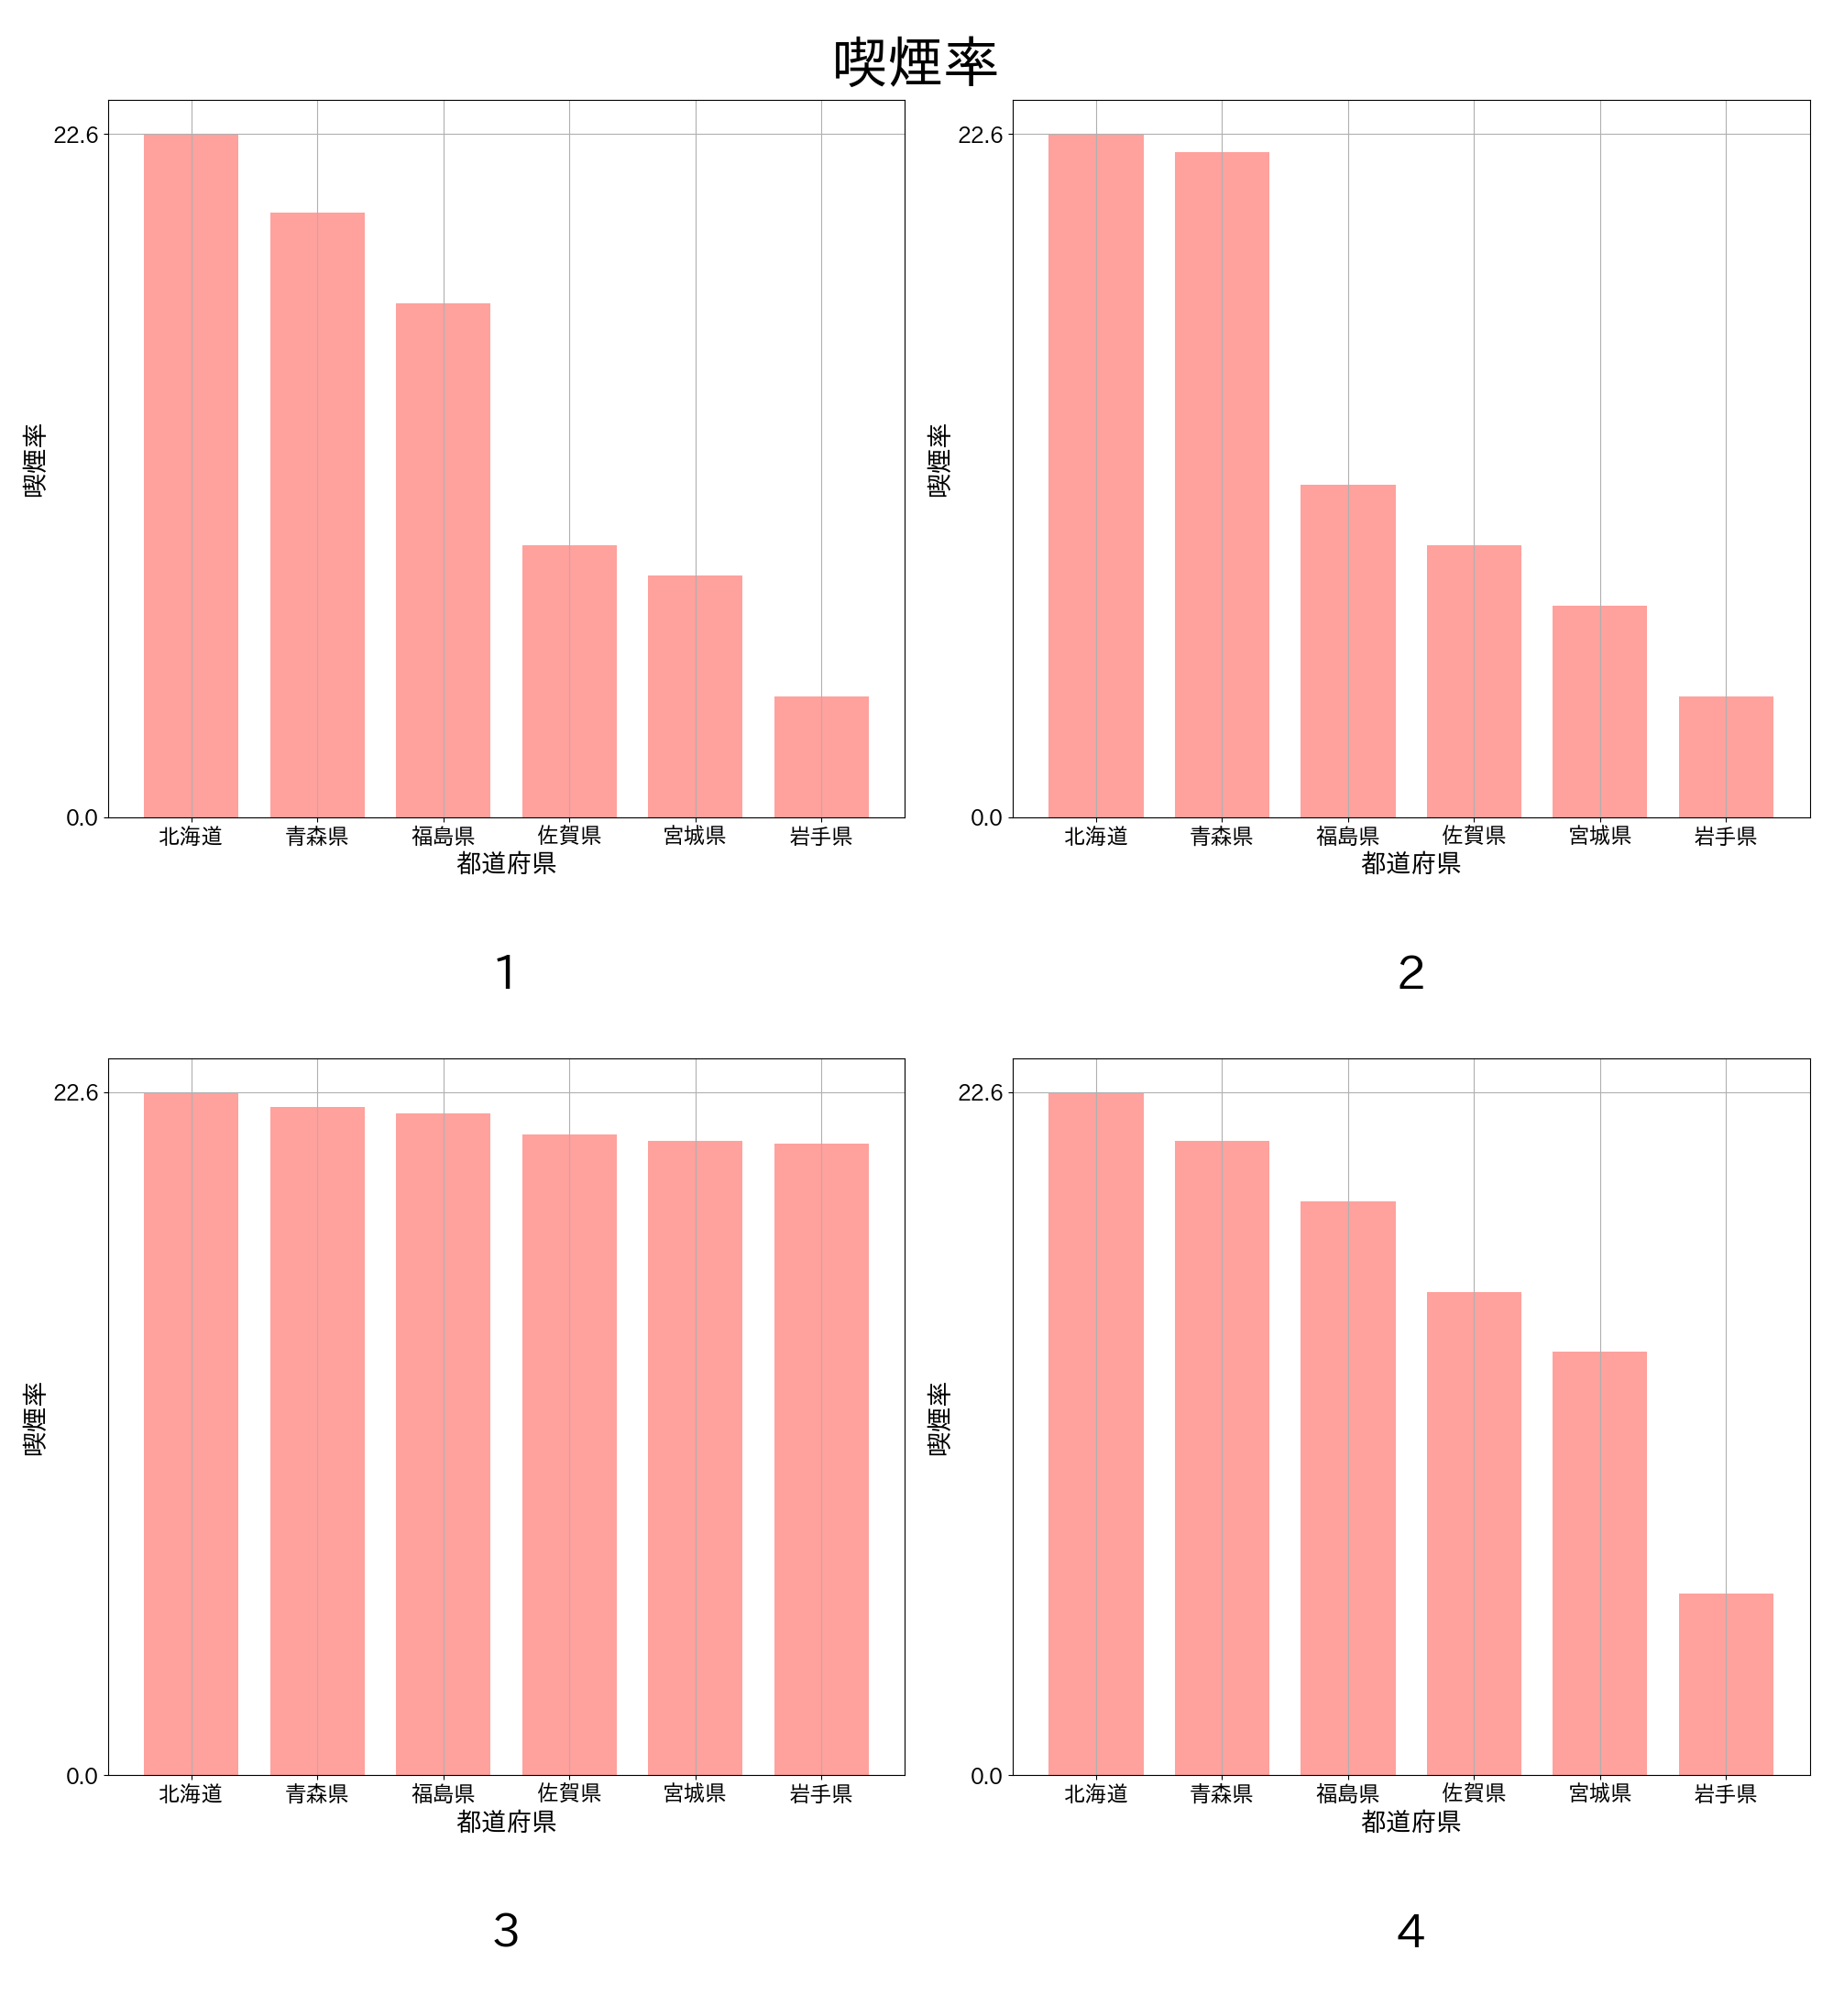 喫煙率
22.6
喫煙率
0.0
北海道 青森県 福島県 佐賀県 宮城県 岩手県
都道府県
1
22.6
喫煙率
0.0
北海道 青森県 福島県 佐賀県 宮城県 岩手県
都道府県
2
22.6
喫煙率
0.0
北海道 青森県 福島県 佐賀県 宮城県 岩手県
都道府県
3
22.6
喫煙率
0.0
北海道 青森県 福島県 佐賀県 宮城県 岩手県
都道府県
4